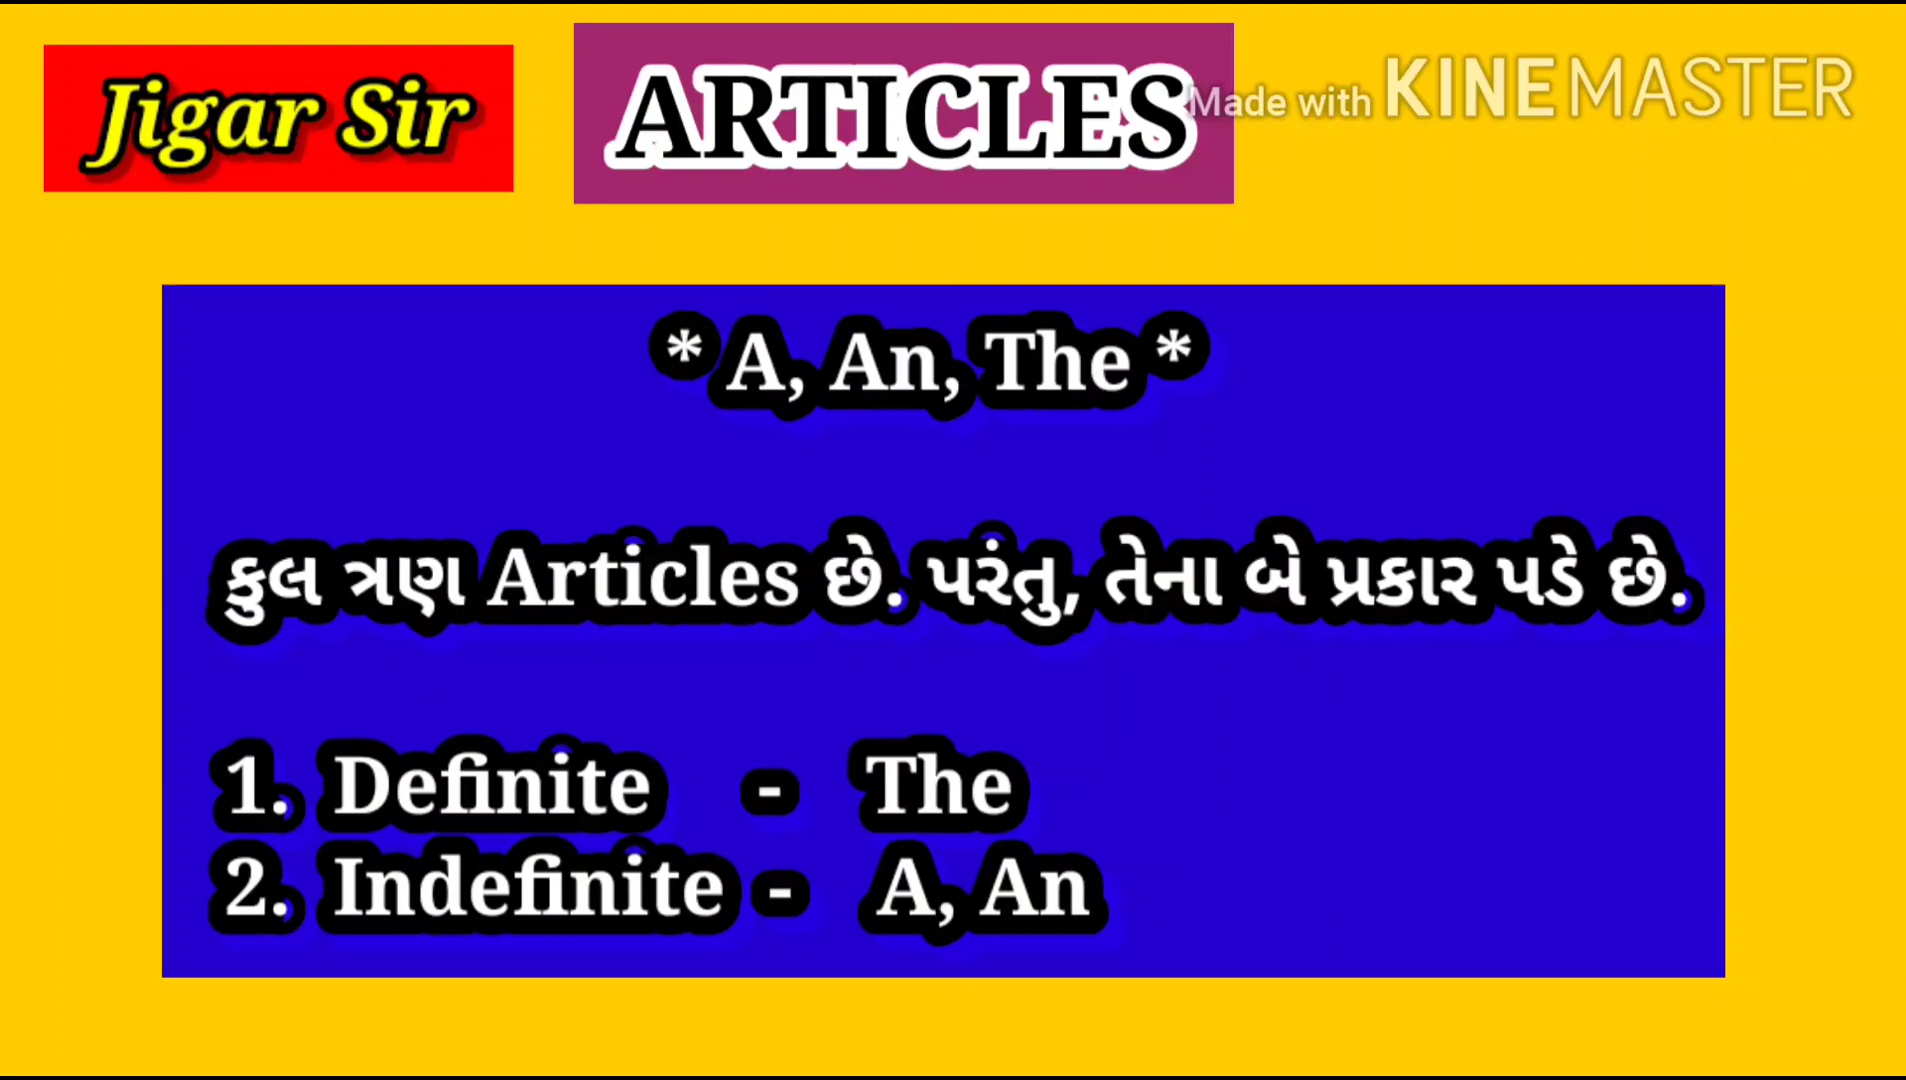 Jigar Sir
ARTICLES
Made with KINEMASTER
* A, An, The *
કુલ ત્રણ Articles છે. પરંતુ, તેના બે પ્રકાર પડે છે.
1. Definite - The
2. Indefinite - A, An